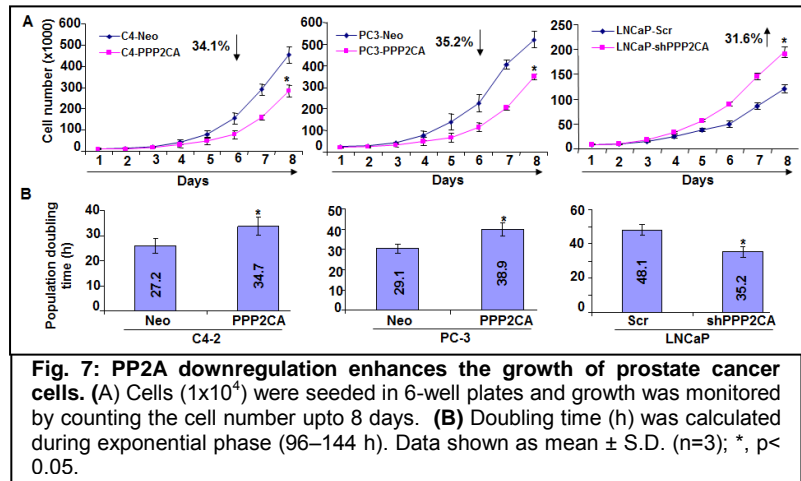 A
C4-Neo
C4-PPP2CA
34.1%
PC3-Neo
PC3-PPP2CA
35.2%
LNCaP-Scr
LNCaP-shPPP2CA
31.6%
Cell number (x1000)
600
500
400
300
200
100
0
600
500
400
300
200
100
0
250
200
150
100
50
0
*
*
*
1 2 3 4 5 6 7 8
1 2 3 4 5 6 7 8
1 2 3 4 5 6 7 8
Days
Days
Days
B
Population doubling
time (h)
40
30
20
10
0
50
40
30
20
10
0
60
40
20
0
*
*
*
27.2
34.7
29.1
38.9
48.1
35.2
Neo PPP2CA
C4-2
Neo PPP2CA
PC-3
Scr shPPP2CA
LNCaP
Fig. 7: PP2A downregulation enhances the growth of prostate cancer
cells. (A) Cells (1x10⁴) were seeded in 6-well plates and growth was monitored
by counting the cell number upto 8 days. (B) Doubling time (h) was calculated
during exponential phase (96–144 h). Data shown as mean ± S.D. (n=3); *, p<
0.05.